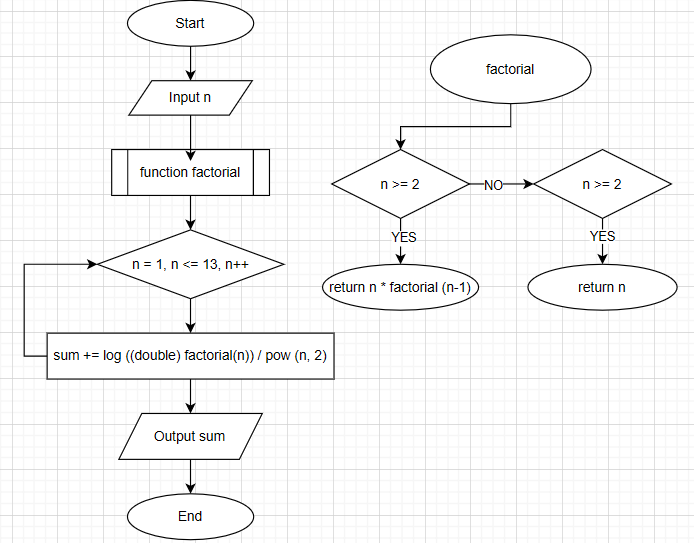 Start
Input n
function factorial
n = 1, n <= 13, n++
sum += log ((double) factorial(n)) / pow (n, 2)
Output sum
End
factorial
n >= 2
NO
n >= 2
YES
YES
return n * factorial (n-1)
return n